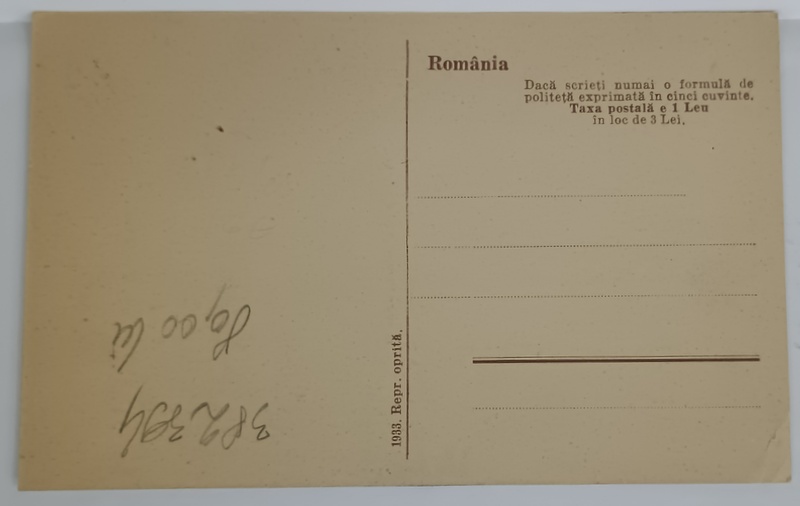 România
Dacă scrieți numai o formulă de
politeță exprimată în cinci cuvinte.
Taxa postală e 1 Leu
în loc de 3 Lei.
1933. Repr. oprită.
382394
80,00 lei